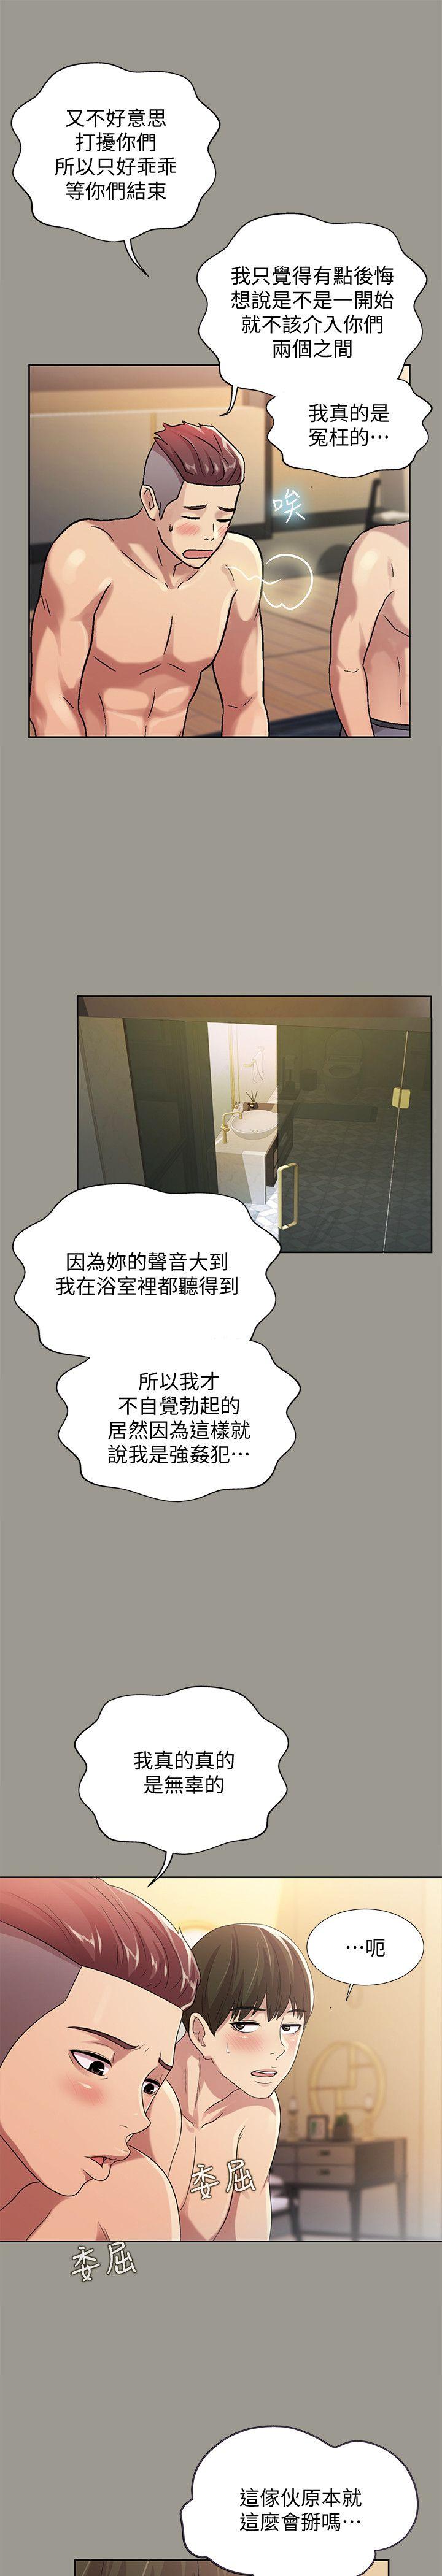 又不好意思
打擾你們
所以只好乖乖
等你們結束
我只覺得有點後悔
想說是不是一開始
就不該介入你們
兩個之間
我真的是
冤枉的…
唉
因為妳的聲音大到
我在浴室裡都聽得到
所以我才
不自覺勃起的
居然因為這樣就
說我是強姦犯…
我真的真的
是無辜的
…呃
委屈
委屈
這傢伙原本就
這麼會掰嗎…